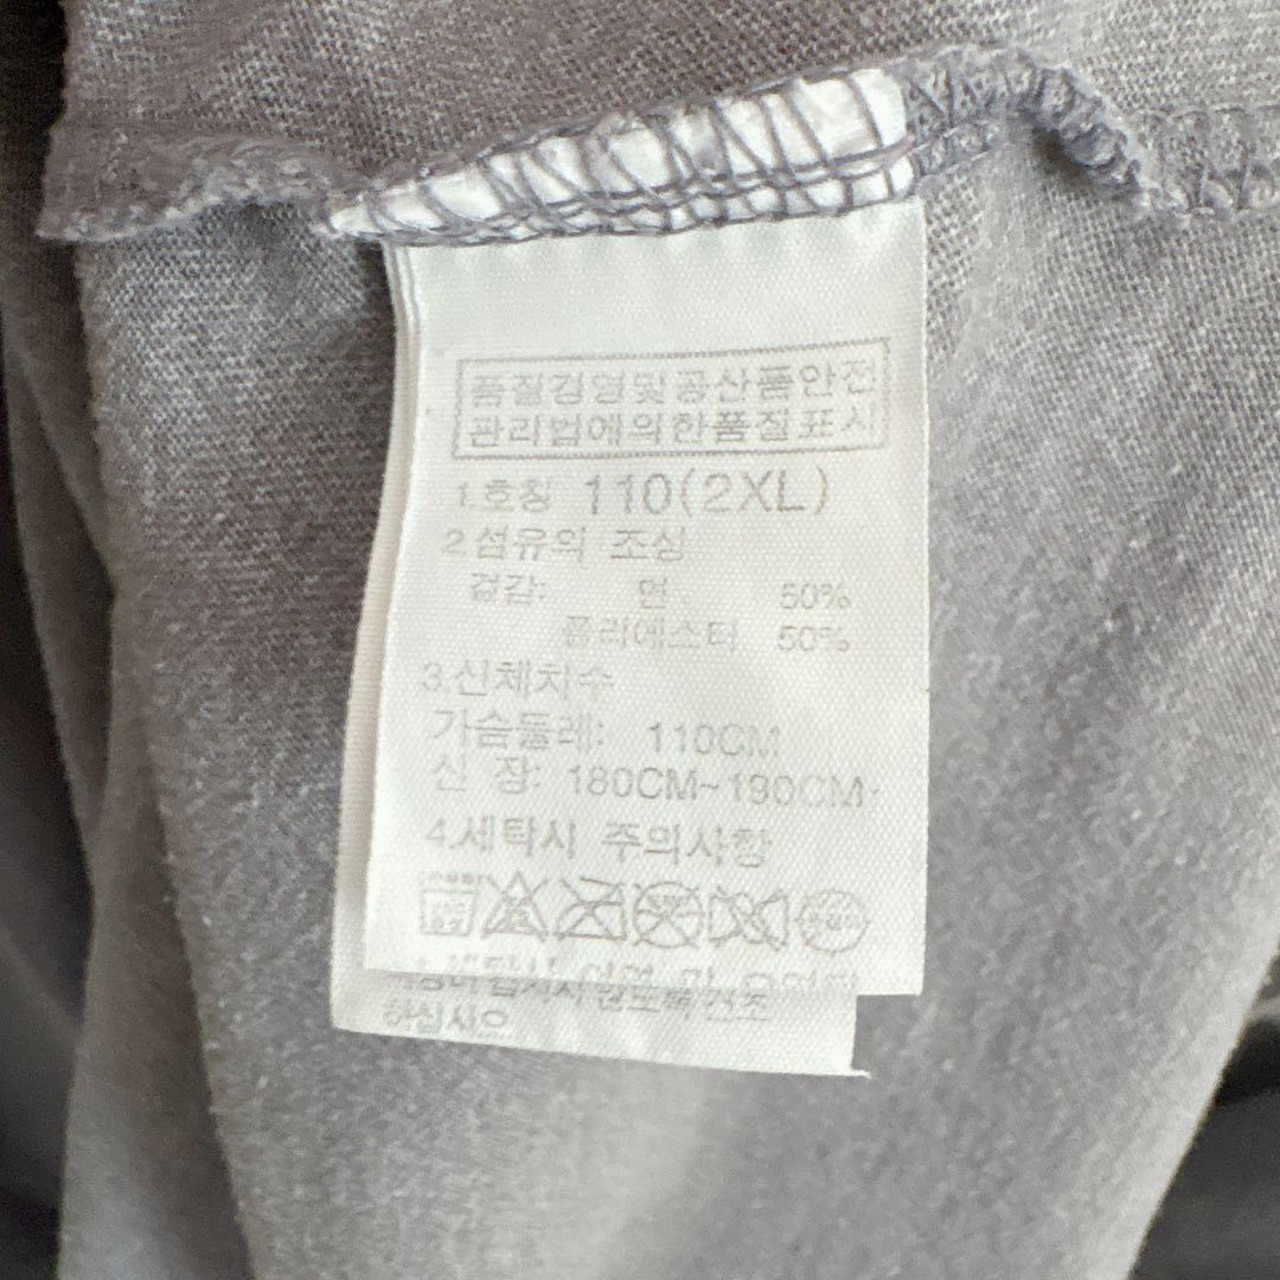 품질경영및공산품안전
관리법에의한품질표시
1.호칭 110(2XL)
2.섬유의 조성
겉감: 면 50%
폴리에스터 50%
3.신체치수
가슴둘레: 110CM
신 장: 180CM~190CM
4.세탁시 주의사항
건조
하십시오